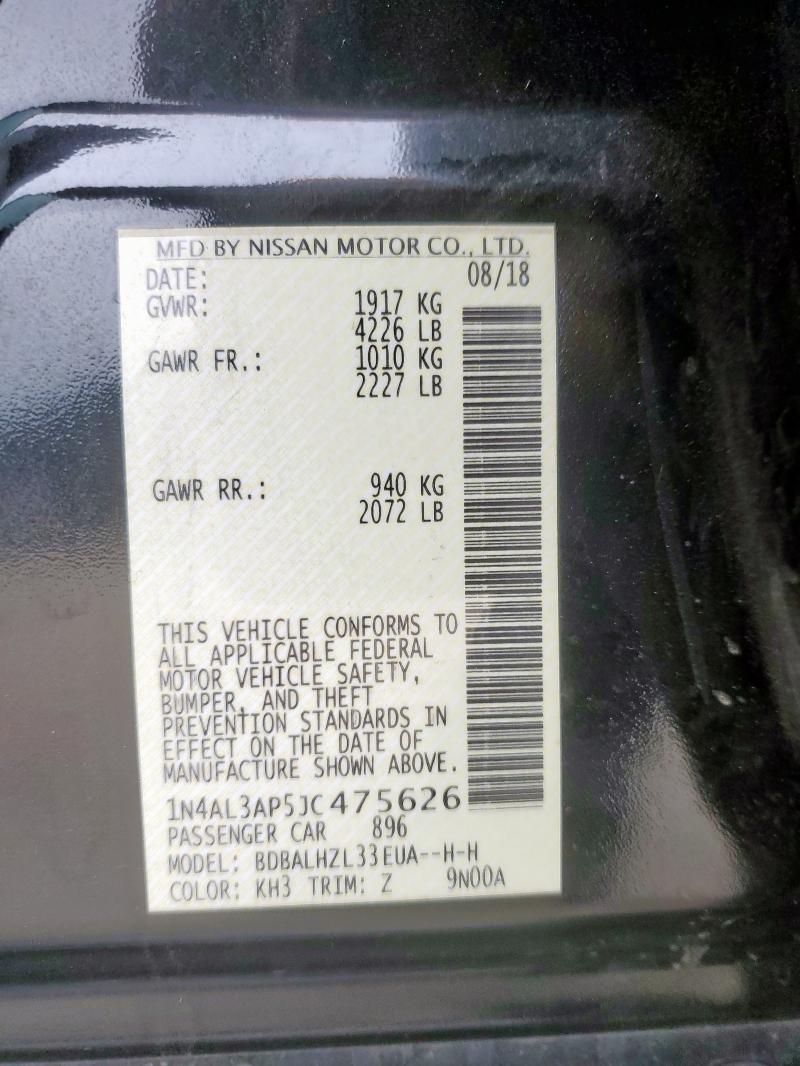 MFD BY NISSAN MOTOR CO., LTD.
DATE: 08/18
GVWR: 1917 KG
4226 LB
GAWR FR.: 1010 KG
2227 LB
GAWR RR.: 940 KG
2072 LB
THIS VEHICLE CONFORMS TO
ALL APPLICABLE FEDERAL
MOTOR VEHICLE SAFETY,
BUMPER, AND THEFT
PREVENTION STANDARDS IN
EFFECT ON THE DATE OF
MANUFACTURE SHOWN ABOVE.
1N4AL3AP5JC475626
PASSENGER CAR 896
MODEL: BDBALHZL33EUA--H-H
COLOR: KH3 TRIM: Z 9N00A